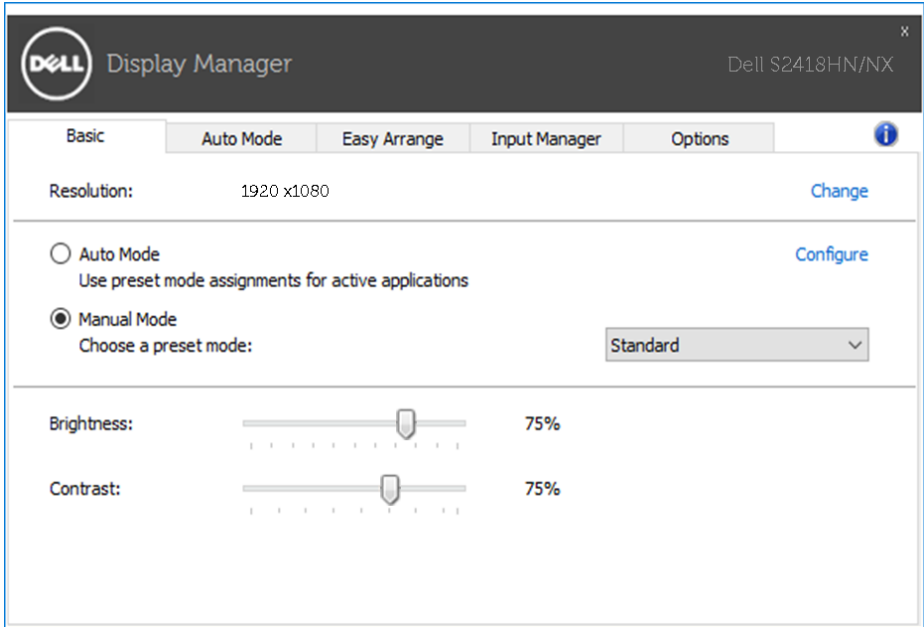 DELL Display Manager
x
Dell S2418HN/NX
Basic Auto Mode Easy Arrange Input Manager Options i
Resolution: 1920 x1080 Change
Auto Mode Configure
Use preset mode assignments for active applications
Manual Mode
Choose a preset mode: Standard
Brightness: 75%
Contrast: 75%